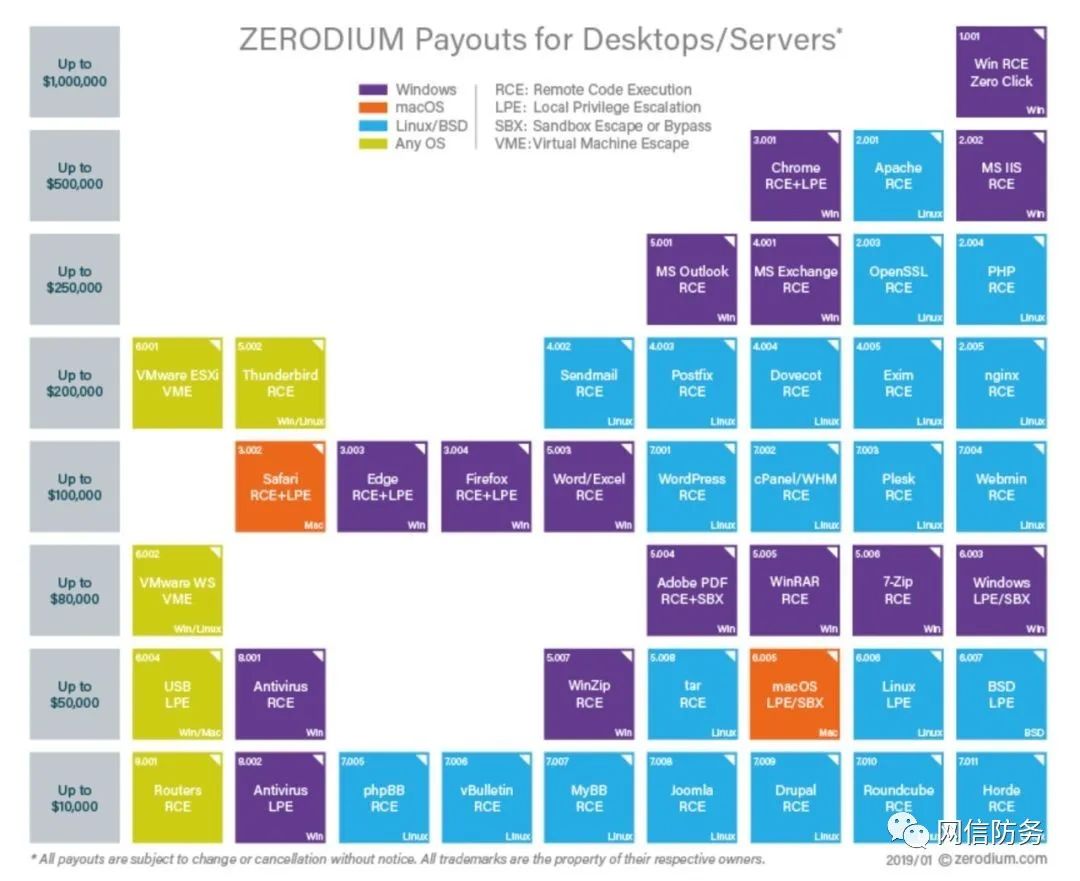 ZERODIUM Payouts for Desktops/Servers*
Windows
macOS
Linux/BSD
Any OS
RCE: Remote Code Execution
LPE: Local Privilege Escalation
SBX: Sandbox Escape or Bypass
VME: Virtual Machine Escape
Up to
$1,000,000
1.001
Win RCE
Zero Click
Win
Up to
$500,000
3.001
Chrome
RCE+LPE
Win
2.001
Apache
RCE
Linux
2.002
MS IIS
RCE
Win
Up to
$250,000
5.001
MS Outlook
RCE
Win
4.001
MS Exchange
RCE
Win
2.003
OpenSSL
RCE
Linux
2.004
PHP
RCE
Linux
Up to
$200,000
6.001
VMware ESXi
VME
5.002
Thunderbird
RCE
Win/Linux
4.002
Sendmail
RCE
Linux
4.003
Postfix
RCE
Linux
4.004
Dovecot
RCE
Linux
4.005
Exim
RCE
Linux
2.005
nginx
RCE
Linux
Up to
$100,000
3.002
Safari
RCE+LPE
Mac
3.003
Edge
RCE+LPE
Win
3.004
Firefox
RCE+LPE
Win
5.003
Word/Excel
RCE
Win
7.001
WordPress
RCE
Linux
7.002
cPanel/WHM
RCE
Linux
7.003
Plesk
RCE
Linux
7.004
Webmin
RCE
Linux
Up to
$80,000
6.002
VMware WS
VME
Win/Linux
5.004
Adobe PDF
RCE+SBX
Win
5.005
WinRAR
RCE
Win
5.006
7-Zip
RCE
Win
6.003
Windows
LPE/SBX
Win
Up to
$50,000
6.004
USB
LPE
Win/Mac
8.001
Antivirus
RCE
Win
5.007
WinZip
RCE
Win
5.008
tar
RCE
Linux
6.005
macOS
LPE/SBX
Mac
6.006
Linux
LPE
Linux
6.007
BSD
LPE
BSD
Up to
$10,000
9.001
Routers
RCE
8.002
Antivirus
LPE
Win
7.005
phpBB
RCE
Linux
7.006
vBulletin
RCE
Linux
7.007
MyBB
RCE
Linux
7.008
Joomla
RCE
Linux
7.009
Drupal
RCE
Linux
7.010
Roundcube
RCE
7.011
Horde
RCE
网信防务
* All payouts are subject to change or cancellation without notice. All trademarks are the property of their respective owners.
2019/01 © zerodium.com